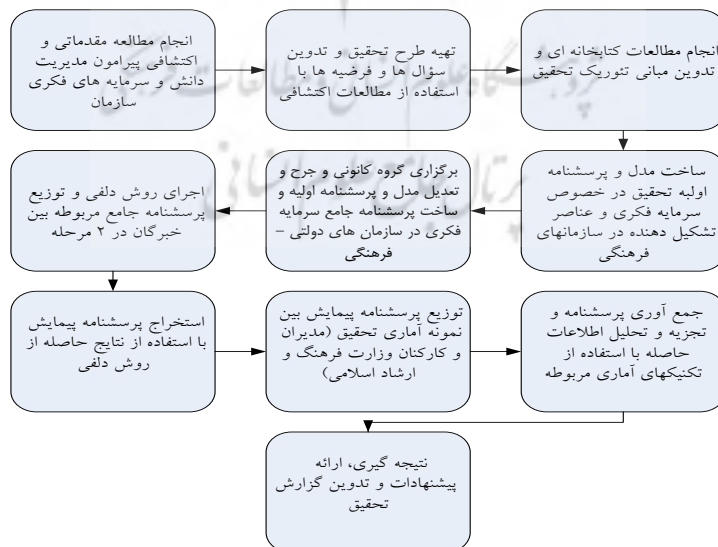 انجام مطالعه مقدماتی و
اکتشافی پیرامون مدیریت
دانش و سرمایه های فکری
سازمان
تهیه طرح تحقیق و تدوین
سؤال ها و فرضیه ها با
استفاده از مطالعات اکتشافی
انجام مطالعات کتابخانه ای و
تدوین مبانی تئوریک تحقیق
ساخت مدل و پرسشنامه
اولیه تحقیق در خصوص
سرمایه فکری و عناصر
تشکیل دهنده در سازمانهای
فرهنگی
برگزاری گروه کانونی و جرح و
تعدیل مدل و پرسشنامه اولیه و
ساخت پرسشنامه جامع سرمایه
فکری در سازمان های دولتی –
فرهنگی
اجرای روش دلفی و توزیع
پرسشنامه جامع مربوطه بین
خبرگان در ۲ مرحله
استخراج پرسشنامه پیمایش
با استفاده از نتایج حاصله از
روش دلفی
توزیع پرسشنامه پیمایش بین
نمونه آماری تحقیق (مدیران
و کارکنان وزارت فرهنگ و
ارشاد اسلامی)
جمع آوری پرسشنامه و
تجزیه و تحلیل اطلاعات
حاصله با استفاده از
تکنیکهای آماری مربوطه
نتیجه گیری، ارائه
پیشنهادات و تدوین گزارش
تحقیق
پرتال جامع علوم انسانی